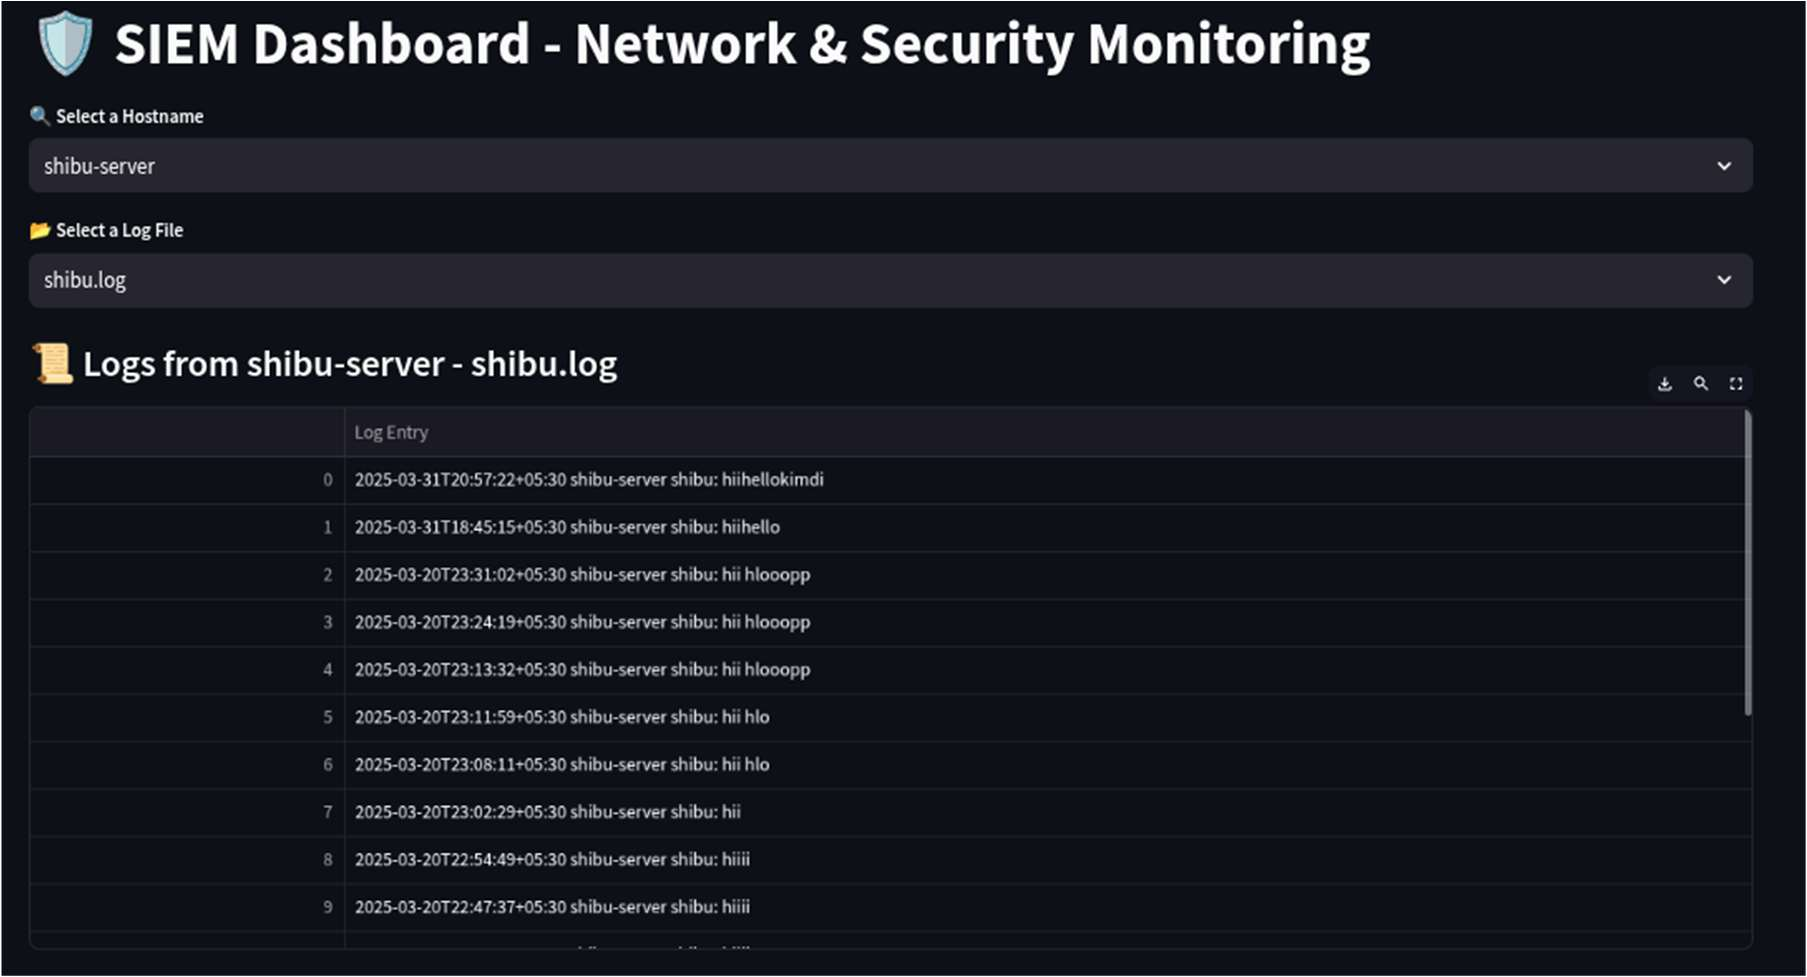 SIEM Dashboard - Network & Security Monitoring
Select a Hostname
shibu-server
Select a Log File
shibu.log
Logs from shibu-server - shibu.log
Log Entry
0 2025-03-31T20:57:22+05:30 shibu-server shibu: hiihellokimdi
1 2025-03-31T18:45:15+05:30 shibu-server shibu: hiihello
2 2025-03-20T23:31:02+05:30 shibu-server shibu: hii hlooopp
3 2025-03-20T23:24:19+05:30 shibu-server shibu: hii hlooopp
4 2025-03-20T23:13:32+05:30 shibu-server shibu: hii hlooopp
5 2025-03-20T23:11:59+05:30 shibu-server shibu: hii hlo
6 2025-03-20T23:08:11+05:30 shibu-server shibu: hii hlo
7 2025-03-20T23:02:29+05:30 shibu-server shibu: hii
8 2025-03-20T22:54:49+05:30 shibu-server shibu: hiiii
9 2025-03-20T22:47:37+05:30 shibu-server shibu: hiiii